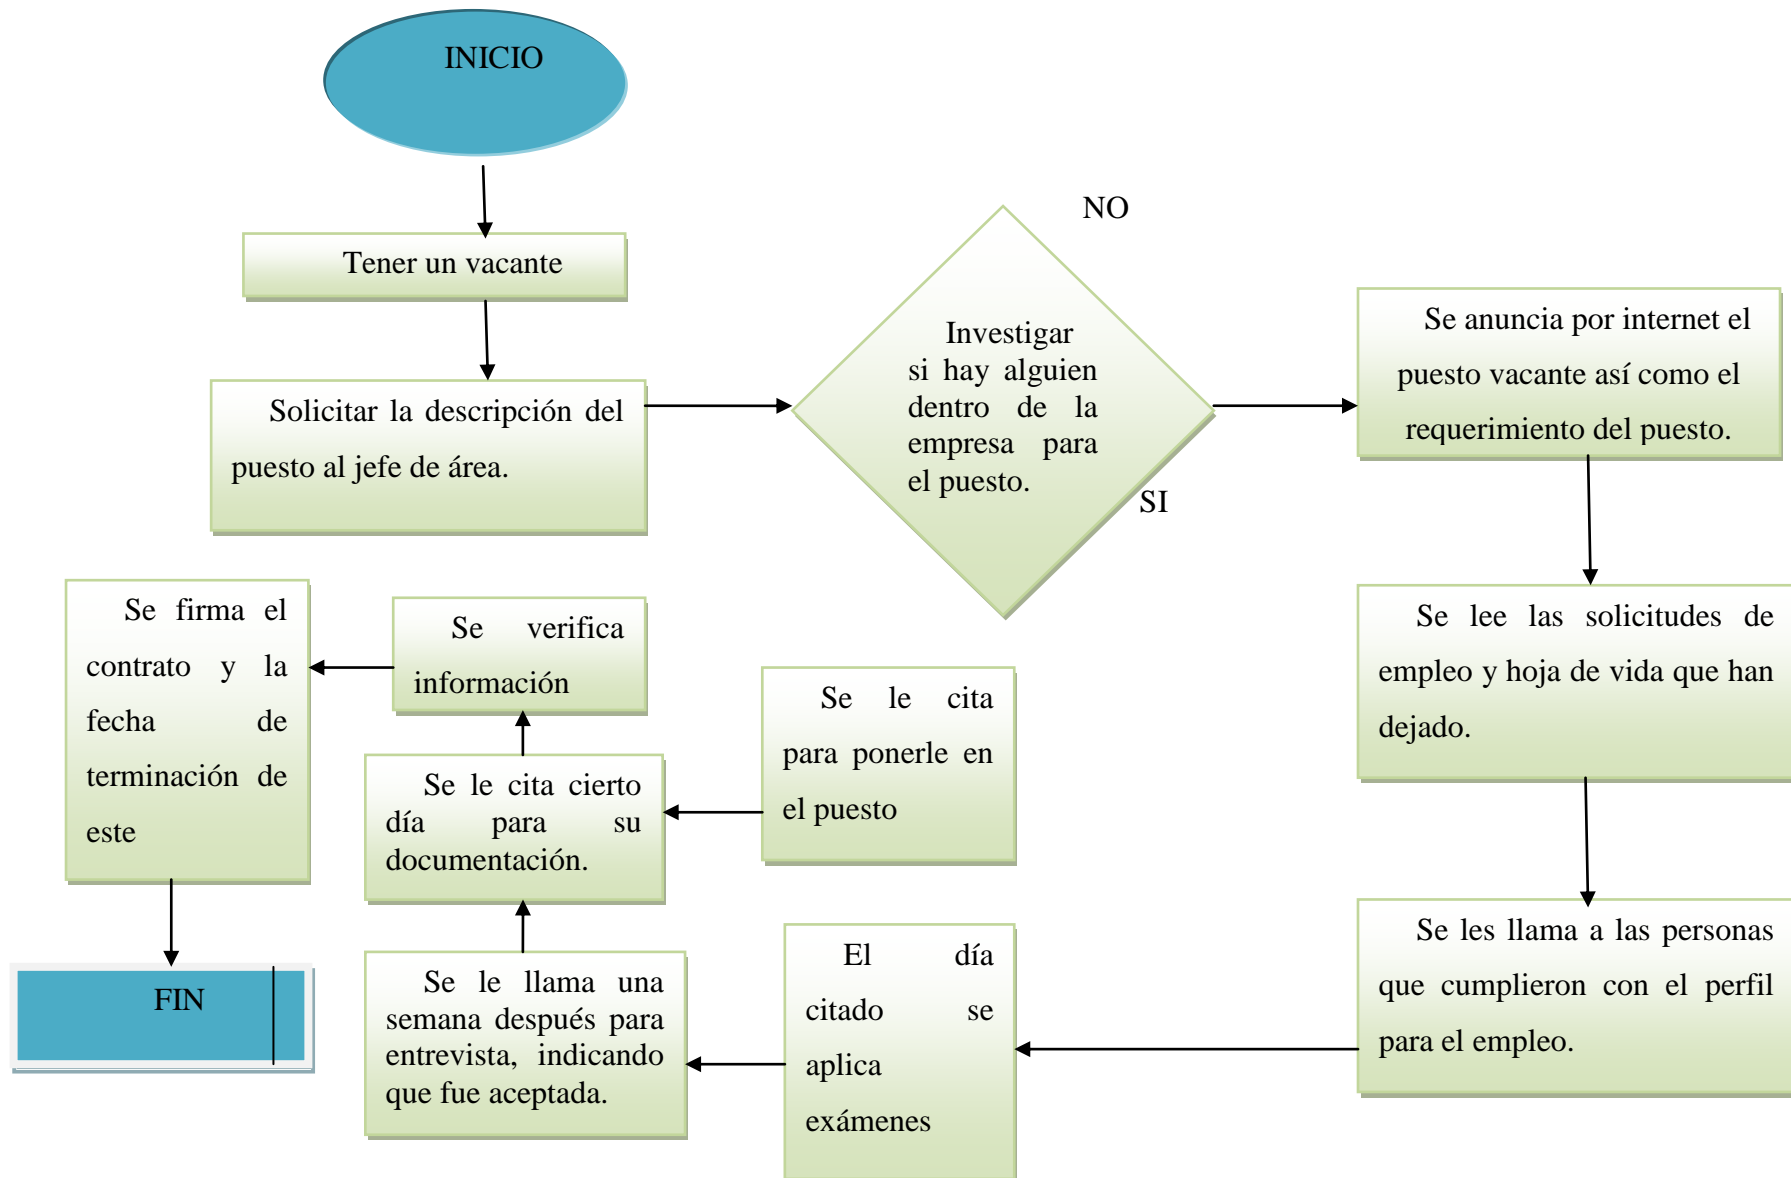 INICIO
Tener un vacante
Solicitar la descripción del
puesto al jefe de área.
NO
Investigar
si hay alguien
dentro de la
empresa para
el puesto.
SI
Se anuncia por internet el
puesto vacante así como el
requerimiento del puesto.
Se lee las solicitudes de
empleo y hoja de vida que han
dejado.
Se les llama a las personas
que cumplieron con el perfil
para el empleo.
El día
citado se
aplica
exámenes
Se le llama una
semana después para
entrevista, indicando
que fue aceptada.
Se le cita
para ponerle en
el puesto
Se le cita cierto
día para su
documentación.
Se verifica
información
Se firma el
contrato y la
fecha de
terminación de
este
FIN